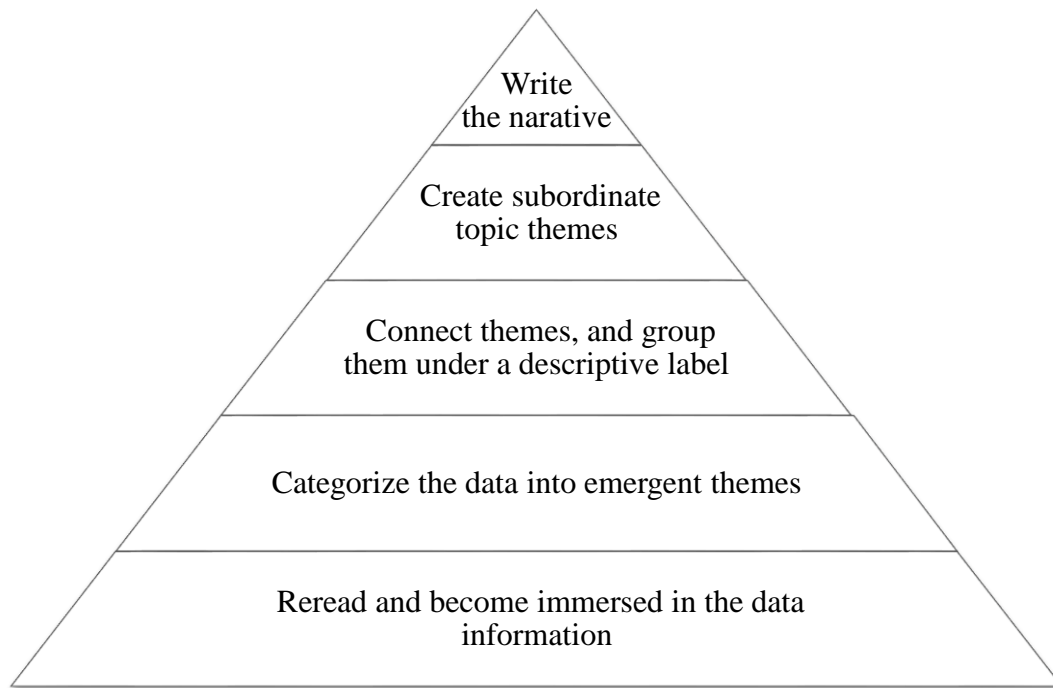 Write
the narative
Create subordinate
topic themes
Connect themes, and group
them under a descriptive label
Categorize the data into emergent themes
Reread and become immersed in the data
information